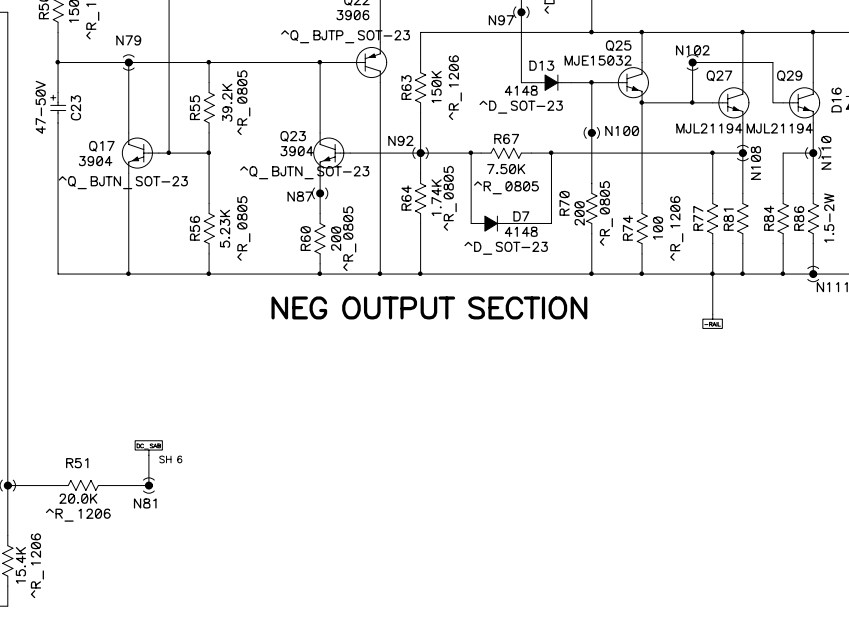 R5
150
^R_1
Q22
3906
^Q_BJTP_SOT-23
N97
N79
D13
4148
^D_SOT-23
Q25
MJE15032
N102
Q27
Q29
MJL21194
MJL21194
D16
47-50V
C23
+
R55
39.2K
^R_0805
R63
150K
^R_1206
Q17
3904
^Q_BJTN_SOT-23
Q23
3904
^Q_BJTN_SOT-23
N92
R67
7.50K
^R_0805
N100
N108
N110
N87
R56
5.23K
^R_0805
R60
200
^R_0805
R64
1.74K
^R_0805
D7
4148
^D_SOT-23
R70
200
^R_0805
R74
100
^R_1206
R77
R81
R84
R86
1.5-2W
N111
NEG OUTPUT SECTION
-RAIL
DC_SAB
SH 6
R51
20.0K
^R_1206
N81
15.4K
^R_1206